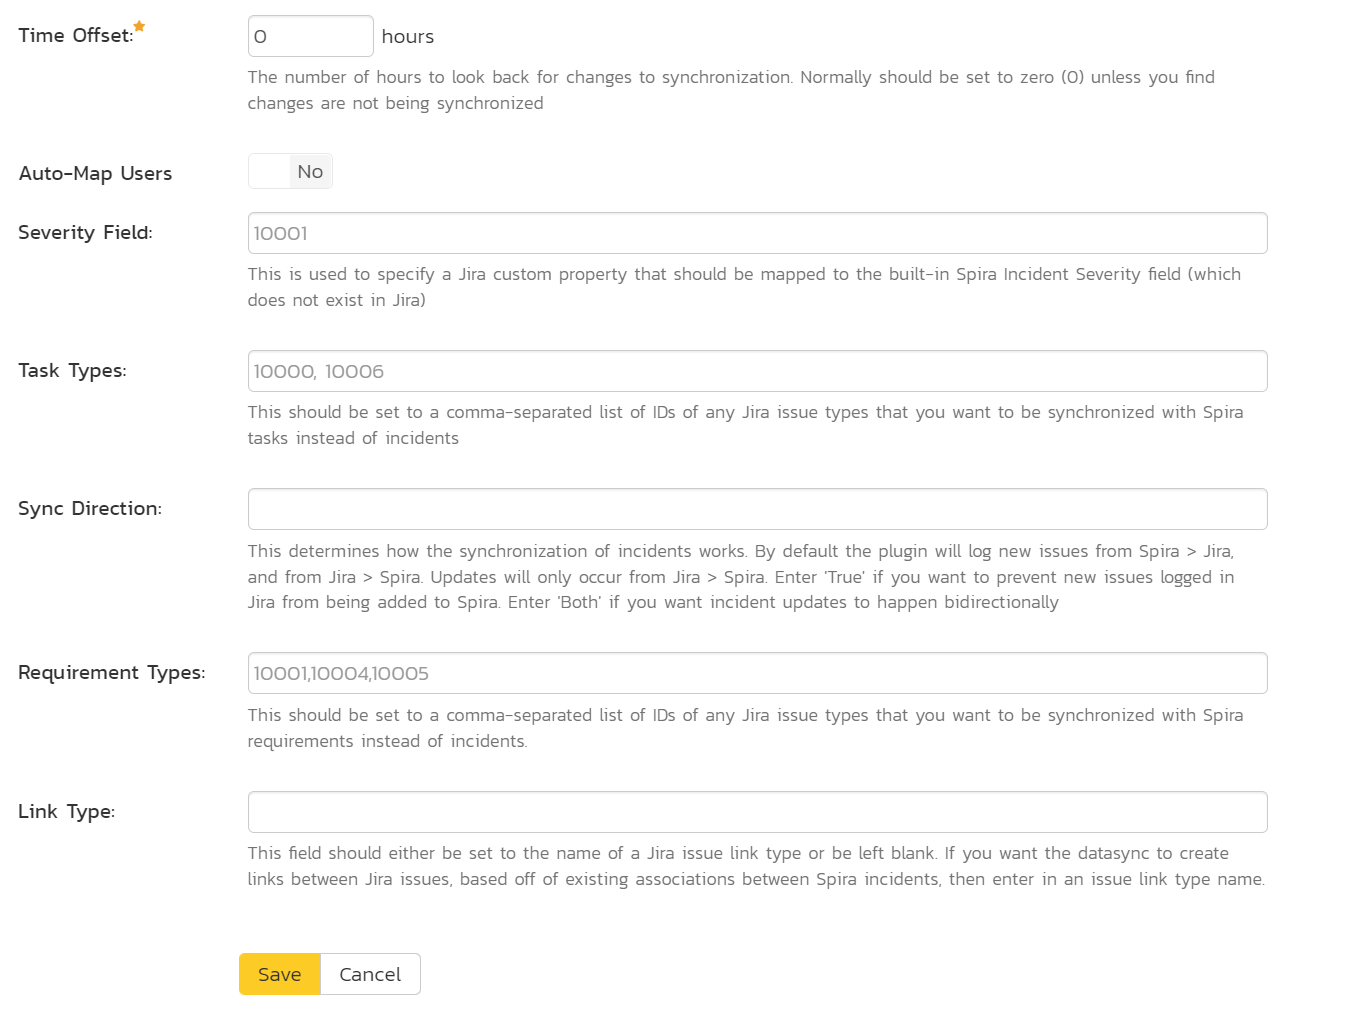 Time Offset:
0 hours
The number of hours to look back for changes to synchronization. Normally should be set to zero (0) unless you find
changes are not being synchronized
Auto-Map Users
No
Severity Field:
10001
This is used to specify a Jira custom property that should be mapped to the built-in Spira Incident Severity field (which
does not exist in Jira)
Task Types:
10000, 10006
This should be set to a comma-separated list of IDs of any Jira issue types that you want to be synchronized with Spira
tasks instead of incidents
Sync Direction:
This determines how the synchronization of incidents works. By default the plugin will log new issues from Spira > Jira,
and from Jira > Spira. Updates will only occur from Jira > Spira. Enter 'True' if you want to prevent new issues logged in
Jira from being added to Spira. Enter 'Both' if you want incident updates to happen bidirectionally
Requirement Types:
10001,10004,10005
This should be set to a comma-separated list of IDs of any Jira issue types that you want to be synchronized with Spira
requirements instead of incidents.
Link Type:
This field should either be set to the name of a Jira issue link type or be left blank. If you want the datasync to create
links between Jira issues, based off of existing associations between Spira incidents, then enter in an issue link type name.
Save Cancel